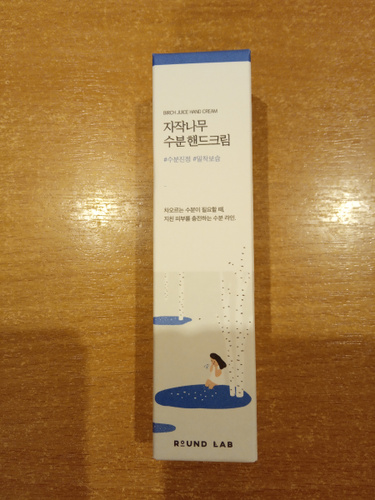 BIRCH JUICE HAND CREAM
자작나무
수분 핸드크림
#수분진정 #밀착보습
차오르는 수분이 필요할 때,
지친 피부를 충전하는 수분 라인.
ROUND LAB